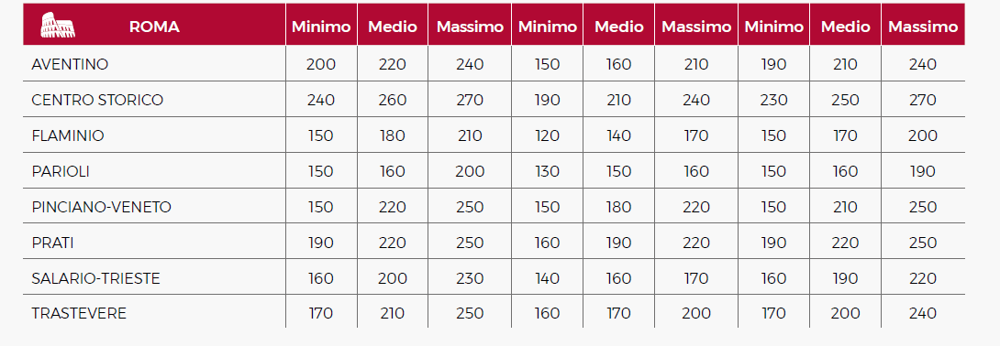 ROMA Minimo Medio Massimo Minimo Medio Massimo Minimo Medio Massimo
AVENTINO 200 220 240 150 160 210 190 210 240
CENTRO STORICO 240 260 270 190 210 240 230 250 270
FLAMINIO 150 180 210 120 140 170 150 170 200
PARIOLI 150 160 200 130 150 160 150 160 190
PINCIANO-VENETO 150 220 250 150 180 220 150 210 250
PRATI 190 220 250 160 190 220 190 220 250
SALARIO-TRIESTE 160 200 230 140 160 170 160 190 220
TRASTEVERE 170 210 250 160 170 200 170 200 240